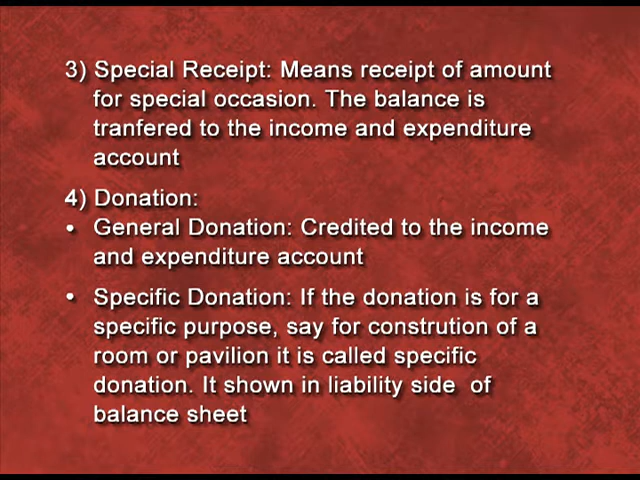 3) Special Receipt: Means receipt of amount
for special occasion. The balance is
tranfered to the income and expenditure
account
4) Donation:
• General Donation: Credited to the income
and expenditure account
• Specific Donation: If the donation is for a
specific purpose, say for constrution of a
room or pavilion it is called specific
donation. It shown in liability side of
balance sheet